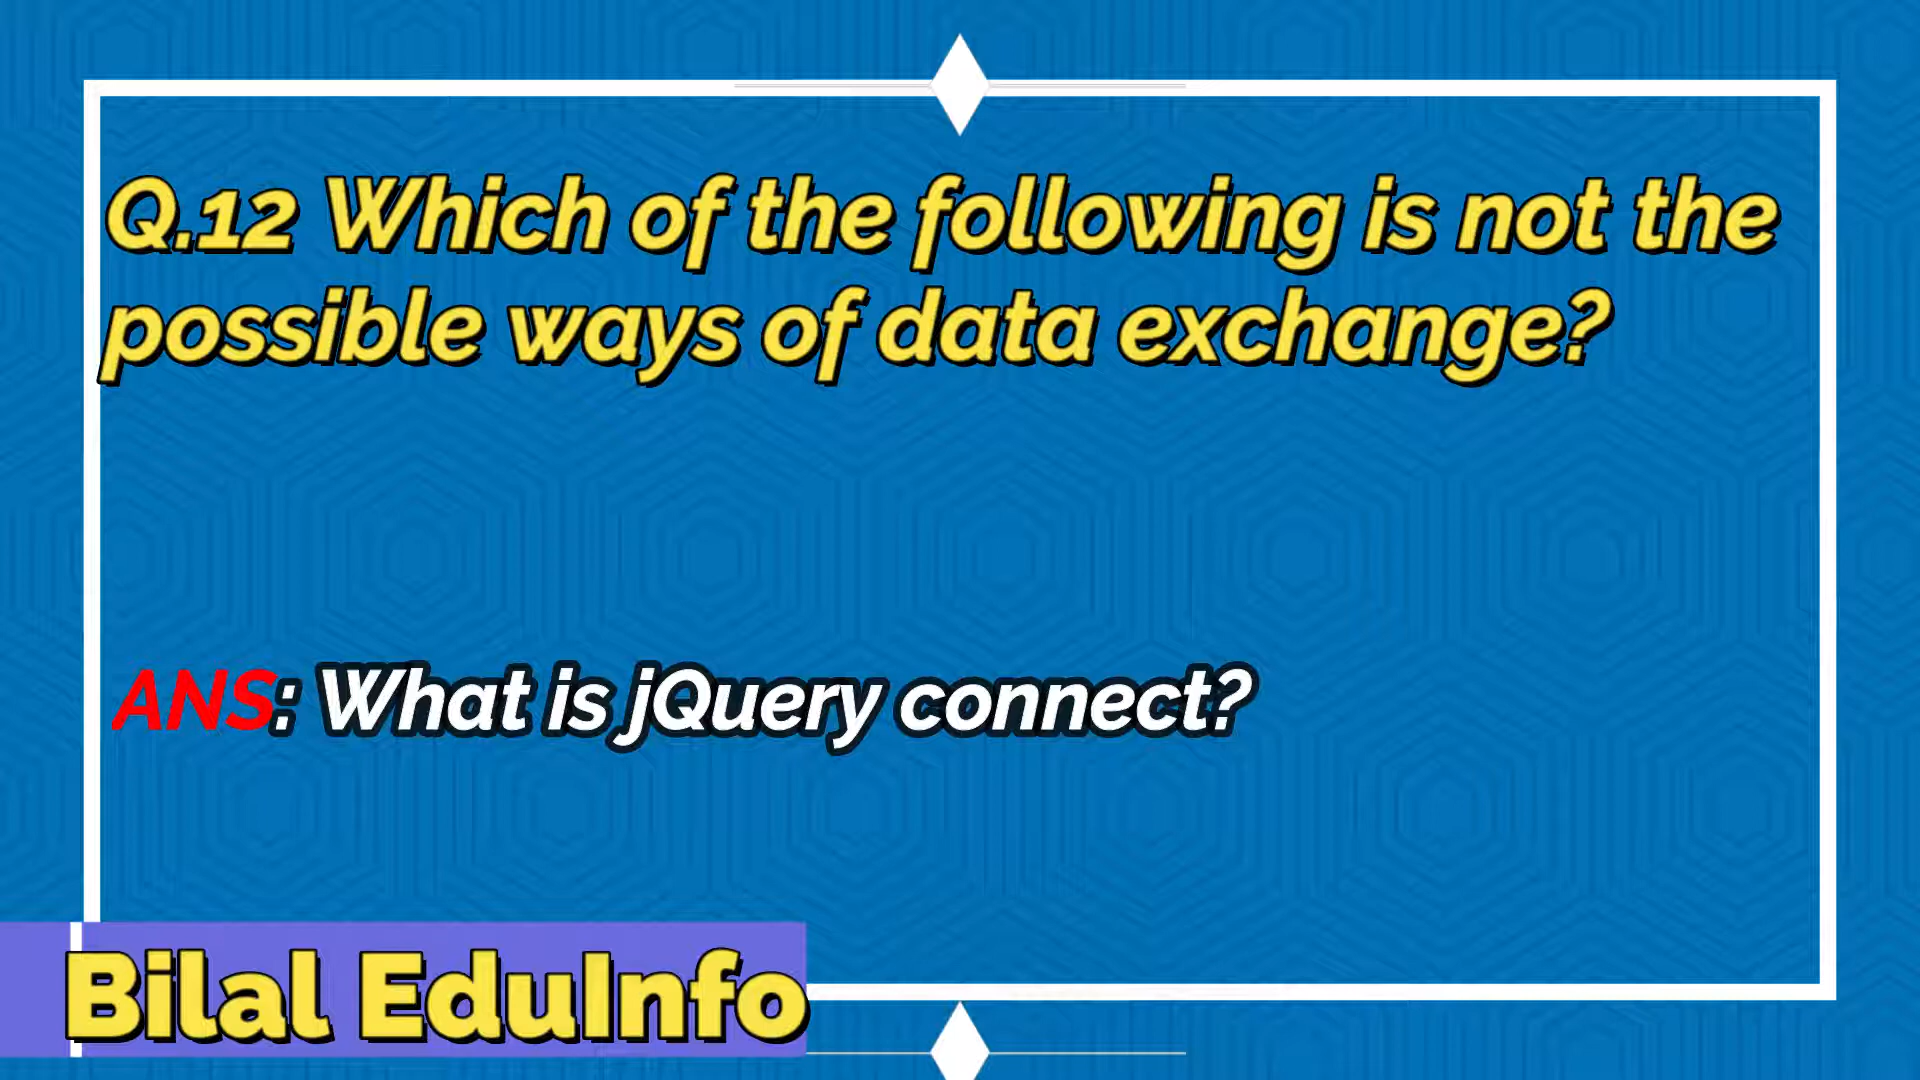 Q.12 Which of the following is not the
possible ways of data exchange?
ANS: What is jQuery connect?
Bilal EduInfo